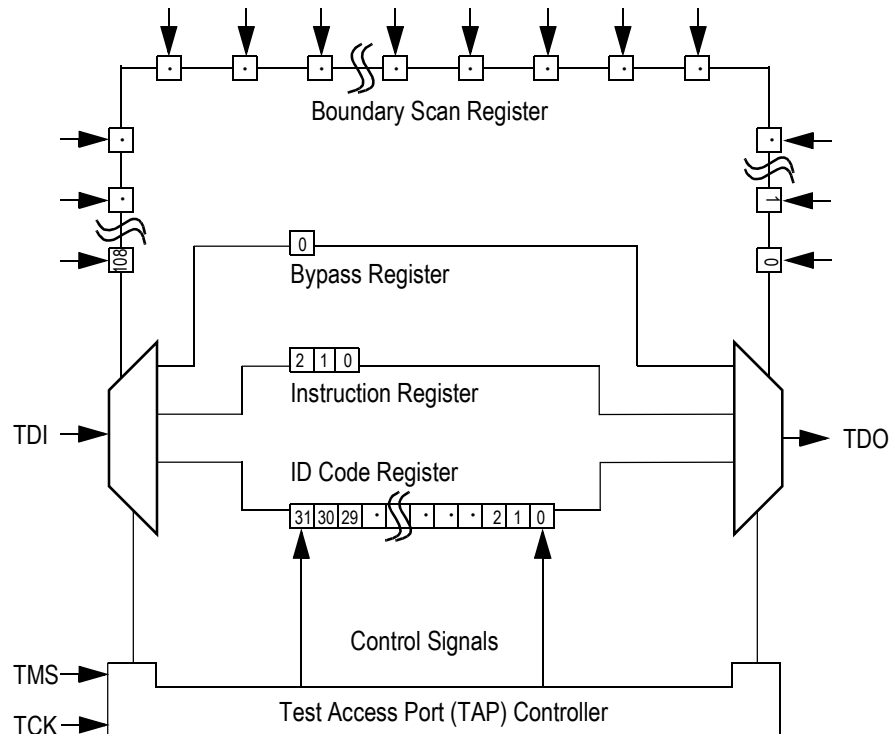 · · · · · · · ·
Boundary Scan Register
· ·
· 1
108 0 0
Bypass Register
2 1 0
Instruction Register
TDI TDO
ID Code Register
31 30 29 · · · · 2 1 0
Control Signals
TMS
Test Access Port (TAP) Controller
TCK